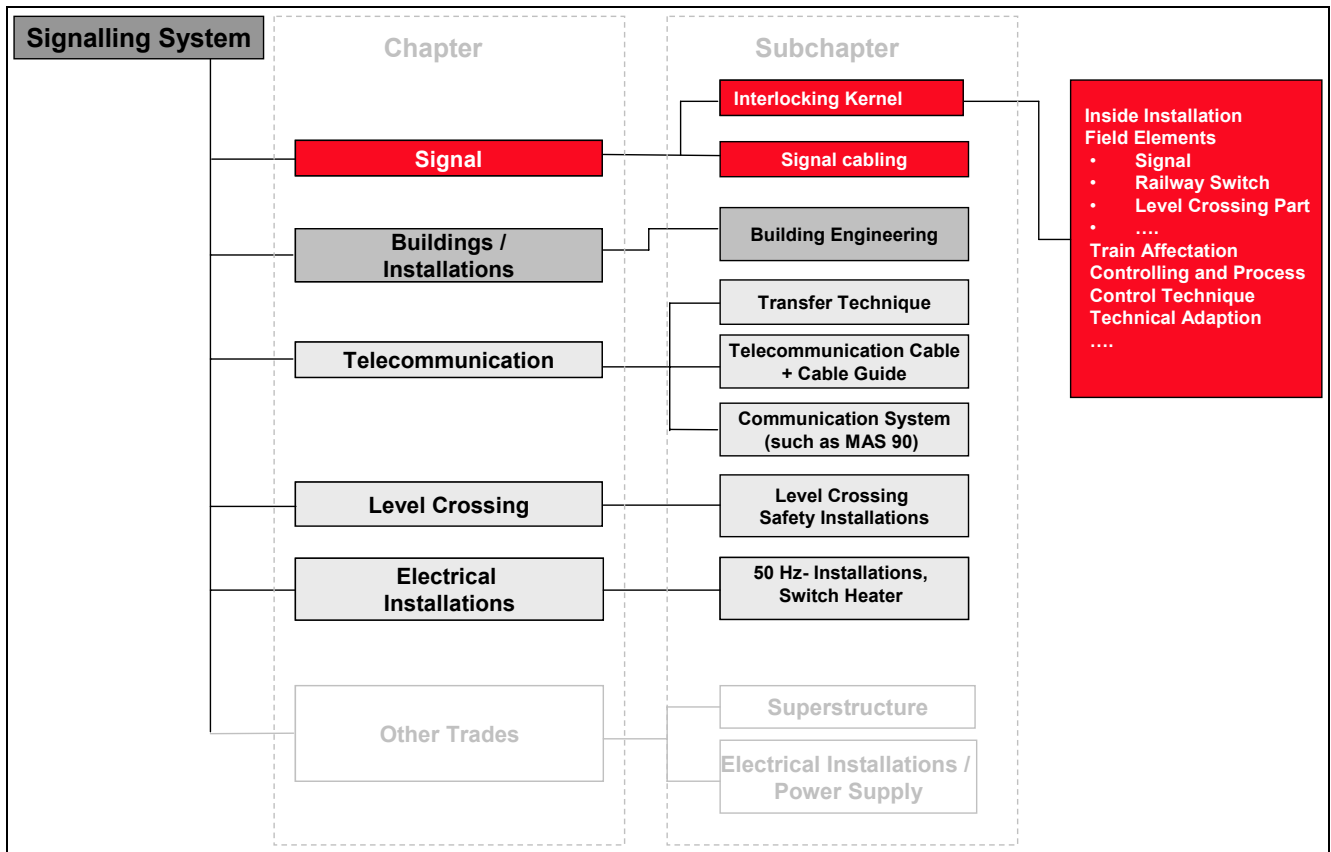 Signalling System
Chapter
Subchapter
Signal
Interlocking Kernel
Signal cabling
Inside Installation
Field Elements
• Signal
• Railway Switch
• Level Crossing Part
• ....
Train Affectation
Controlling and Process
Control Technique
Technical Adaption
....
Buildings /
Installations
Building Engineering
Telecommunication
Transfer Technique
Telecommunication Cable
+ Cable Guide
Communication System
(such as MAS 90)
Level Crossing
Level Crossing
Safety Installations
Electrical
Installations
50 Hz- Installations,
Switch Heater
Other Trades
Superstructure
Electrical Installations /
Power Supply